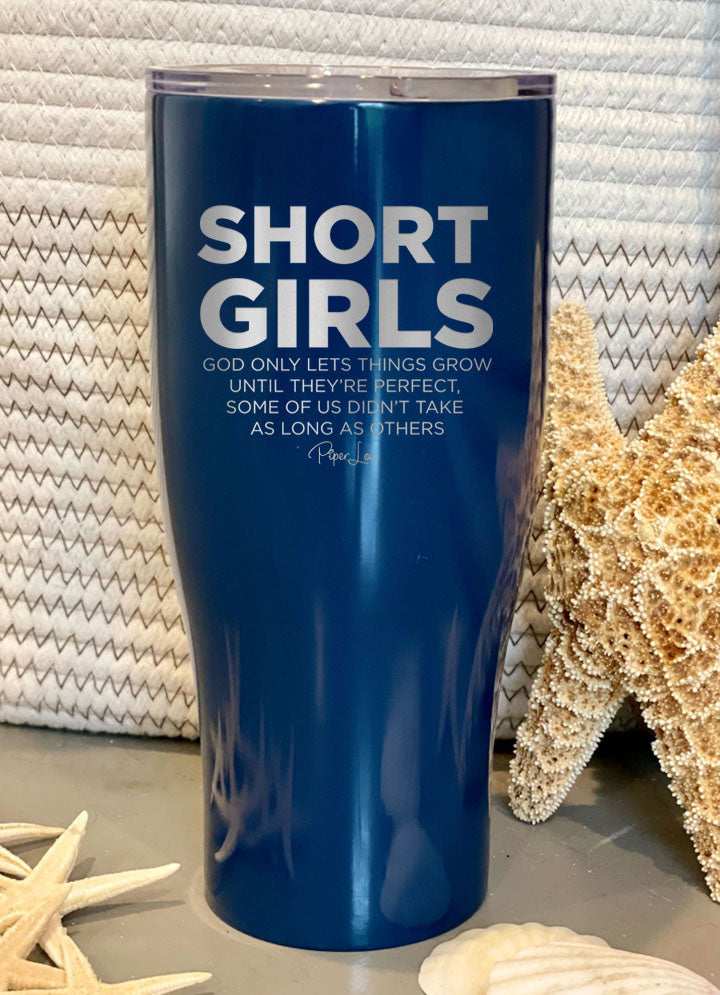 SHORT
GIRLS
GOD ONLY LETS THINGS GROW
UNTIL THEY'RE PERFECT,
SOME OF US DIDN'T TAKE
AS LONG AS OTHERS
Piper Lou